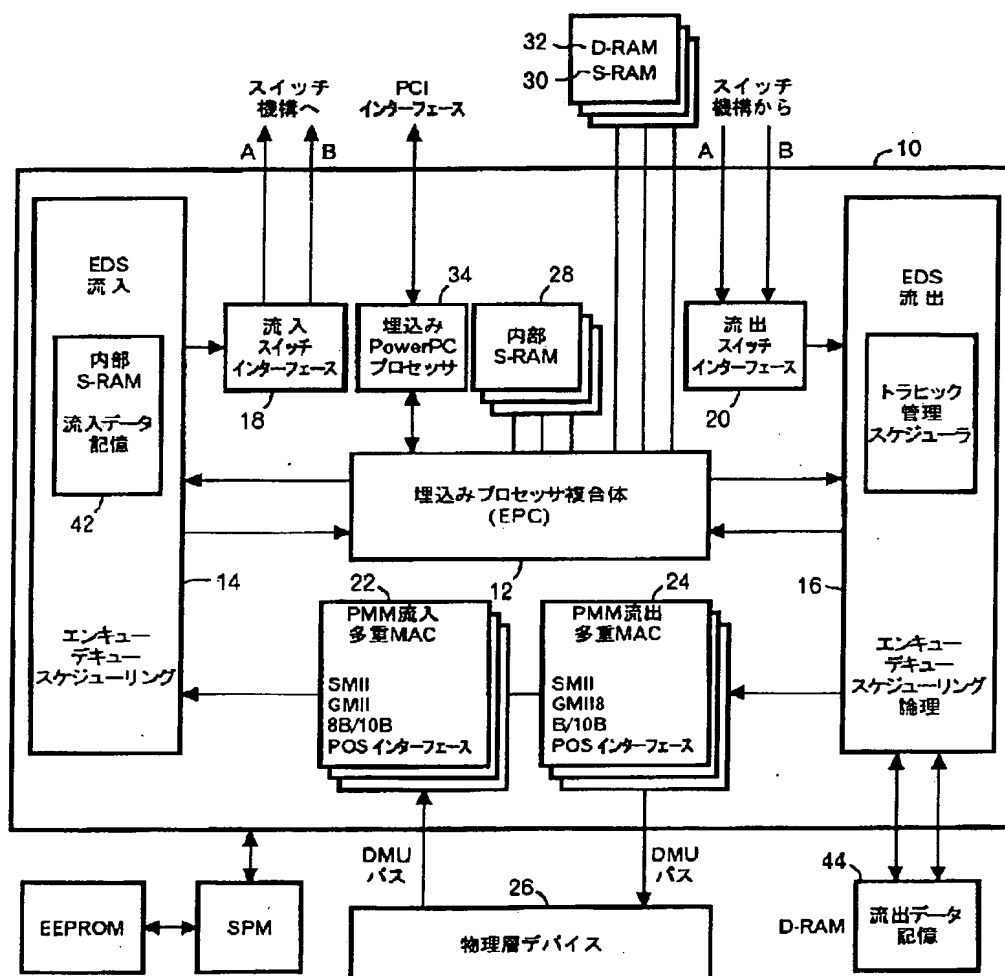 32
D-RAM
30
S-RAM
スイッチ
機構へ
PCI
インターフェース
スイッチ
機構から
A
B
A
B
10
EDS
流入
内部
S-RAM
流入データ
記憶
42
14
エンキュー
デキュー
スケジューリング
流入
スイッチ
インターフェース
18
34
埋込み
PowerPC
プロセッサ
28
内部
S-RAM
流出
スイッチ
インターフェース
20
EDS
流出
トラヒック
管理
スケジューラ
16
エンキュー
デキュー
スケジューリング
論理
埋込みプロセッサ複合体
(EPC)
12
22
PMM流入
多重MAC
SMII
GMII
8B/10B
POS インターフェース
24
PMM流出
多重MAC
SMII
GMII8
B/10B
POS インターフェース
DMU
バス
DMU
バス
EEPROM
SPM
26
物理層デバイス
44
D-RAM
流出データ
記憶